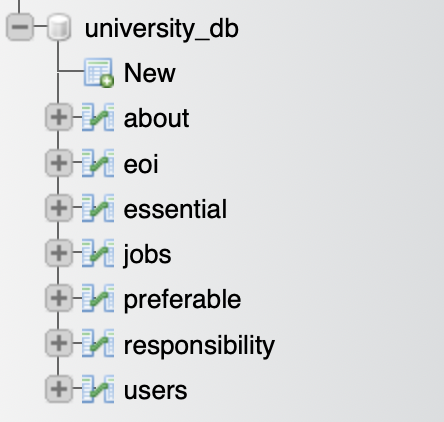 university_db
New
about
eoi
essential
jobs
preferable
responsibility
users